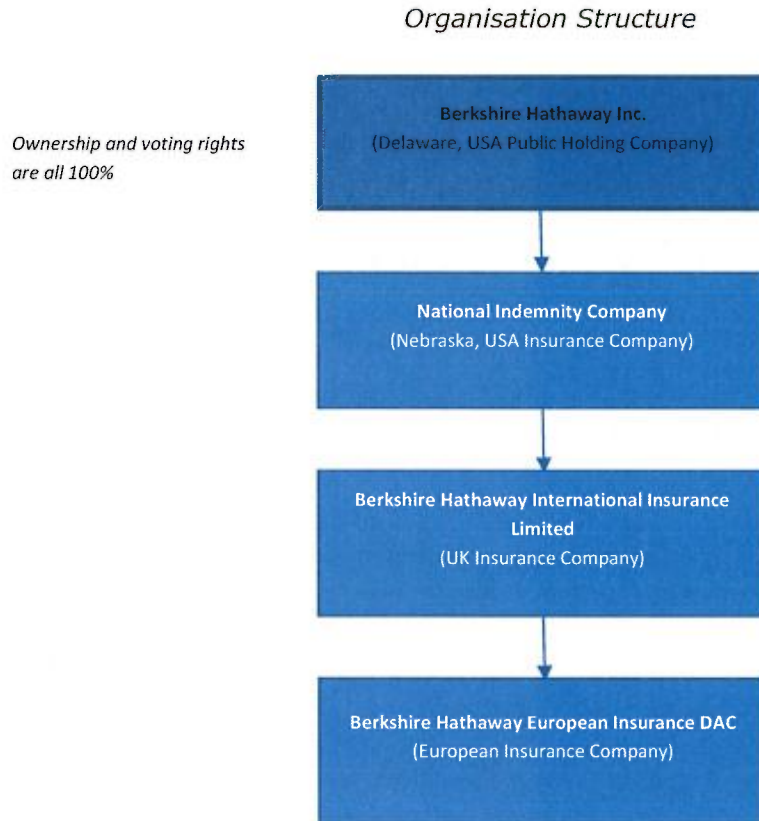 Organisation Structure
Ownership and voting rights
are all 100%
Berkshire Hathaway Inc.
(Delaware, USA Public Holding Company)
National Indemnity Company
(Nebraska, USA Insurance Company)
Berkshire Hathaway International Insurance
Limited
(UK Insurance Company)
Berkshire Hathaway European Insurance DAC
(European Insurance Company)